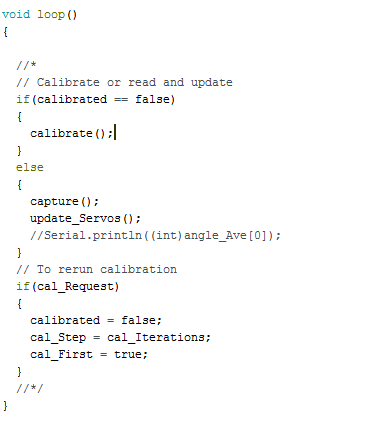 void loop()
{
//*
// Calibrate or read and update
if(calibrated == false)
{
calibrate();
}
else
{
capture();
update_Servos();
//Serial.println((int)angle_Ave[0]);
}
// To rerun calibration
if(cal_Request)
{
calibrated = false;
cal_Step = cal_Iterations;
cal_First = true;
}
//*/
}